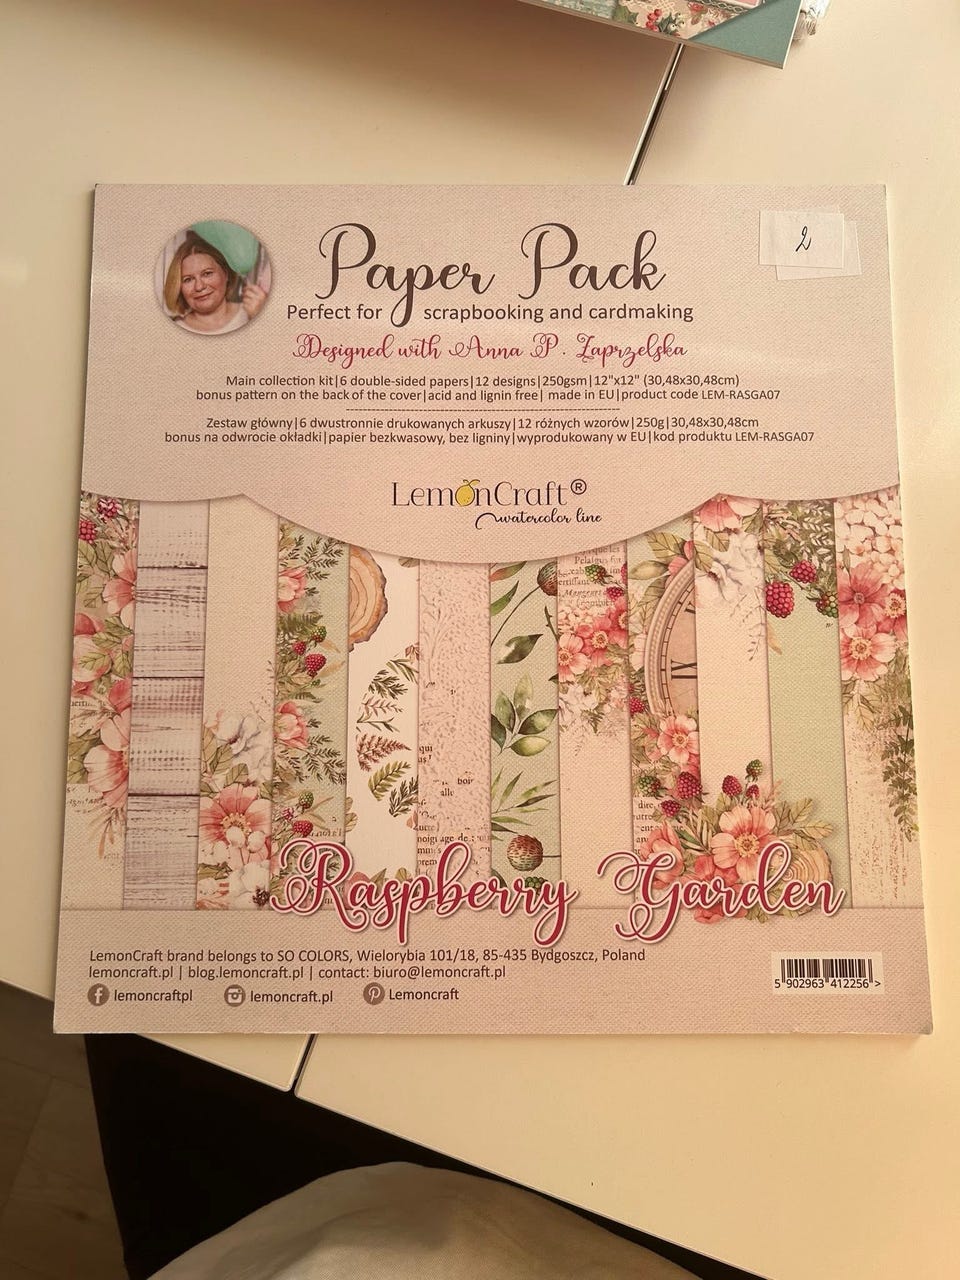 Paper Pack
2
Perfect for scrapbooking and cardmaking
Designed with Anna P. Zaprzelska
Main collection kit|6 double-sided papers|12 designs|250gsm|12"x12" (30,48x30,48cm)
bonus pattern on the back of the cover|acid and lignin free| made in EU|product code LEM-RASGA07
Zestaw główny|6 dwustronnie drukowanych arkuszy|12 różnych wzorów|250g|30,48x30,48cm
bonus na odwrocie okładki|papier bezkwasowy, bez ligniny|wyprodukowany w EU|kod produktu LEM-RASGA07
LemonCraft®
watercolor line
Raspberry Garden
LemonCraft brand belongs to SO COLORS, Wielorybia 101/18, 85-435 Bydgoszcz, Poland
lemoncraft.pl | blog.lemoncraft.pl | contact: biuro@lemoncraft.pl
lemoncraftpl lemoncraft.pl Lemoncraft
5 902963 412256 >